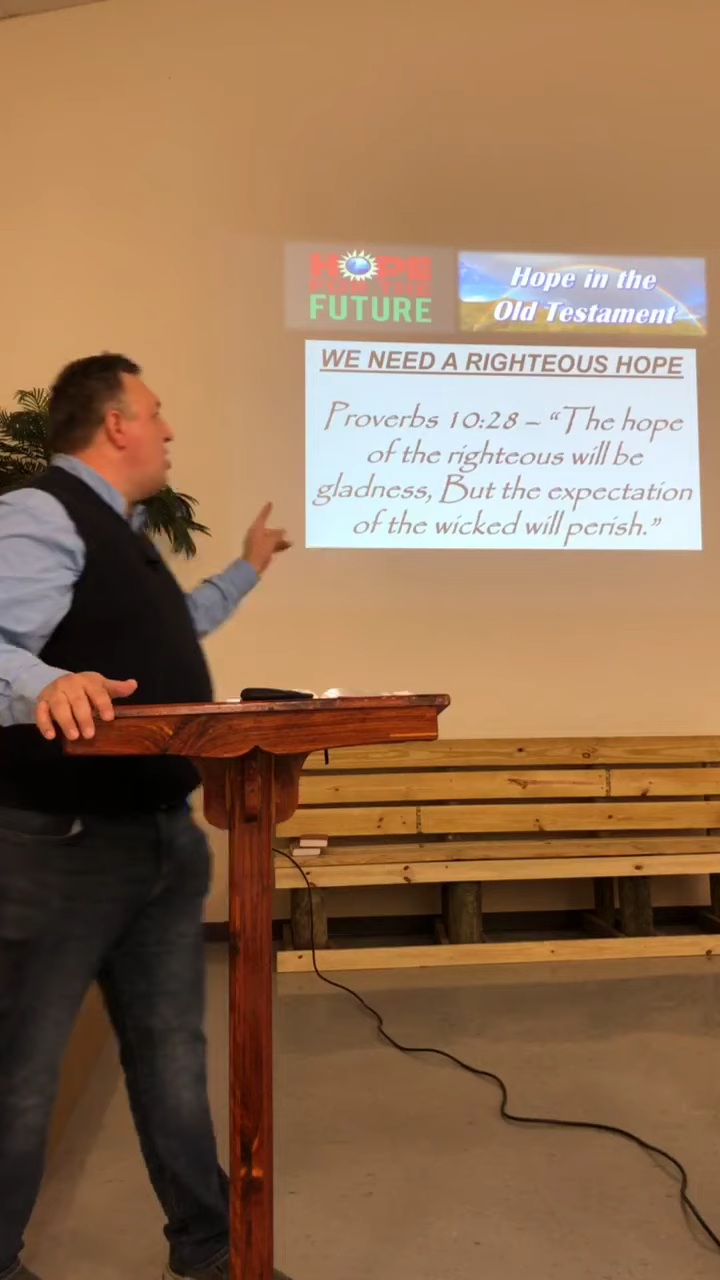 HOPE
FOR THE
FUTURE
Hope in the
Old Testament
WE NEED A RIGHTEOUS HOPE
Proverbs 10:28 – “The hope
of the righteous will be
gladness, But the expectation
of the wicked will perish.”